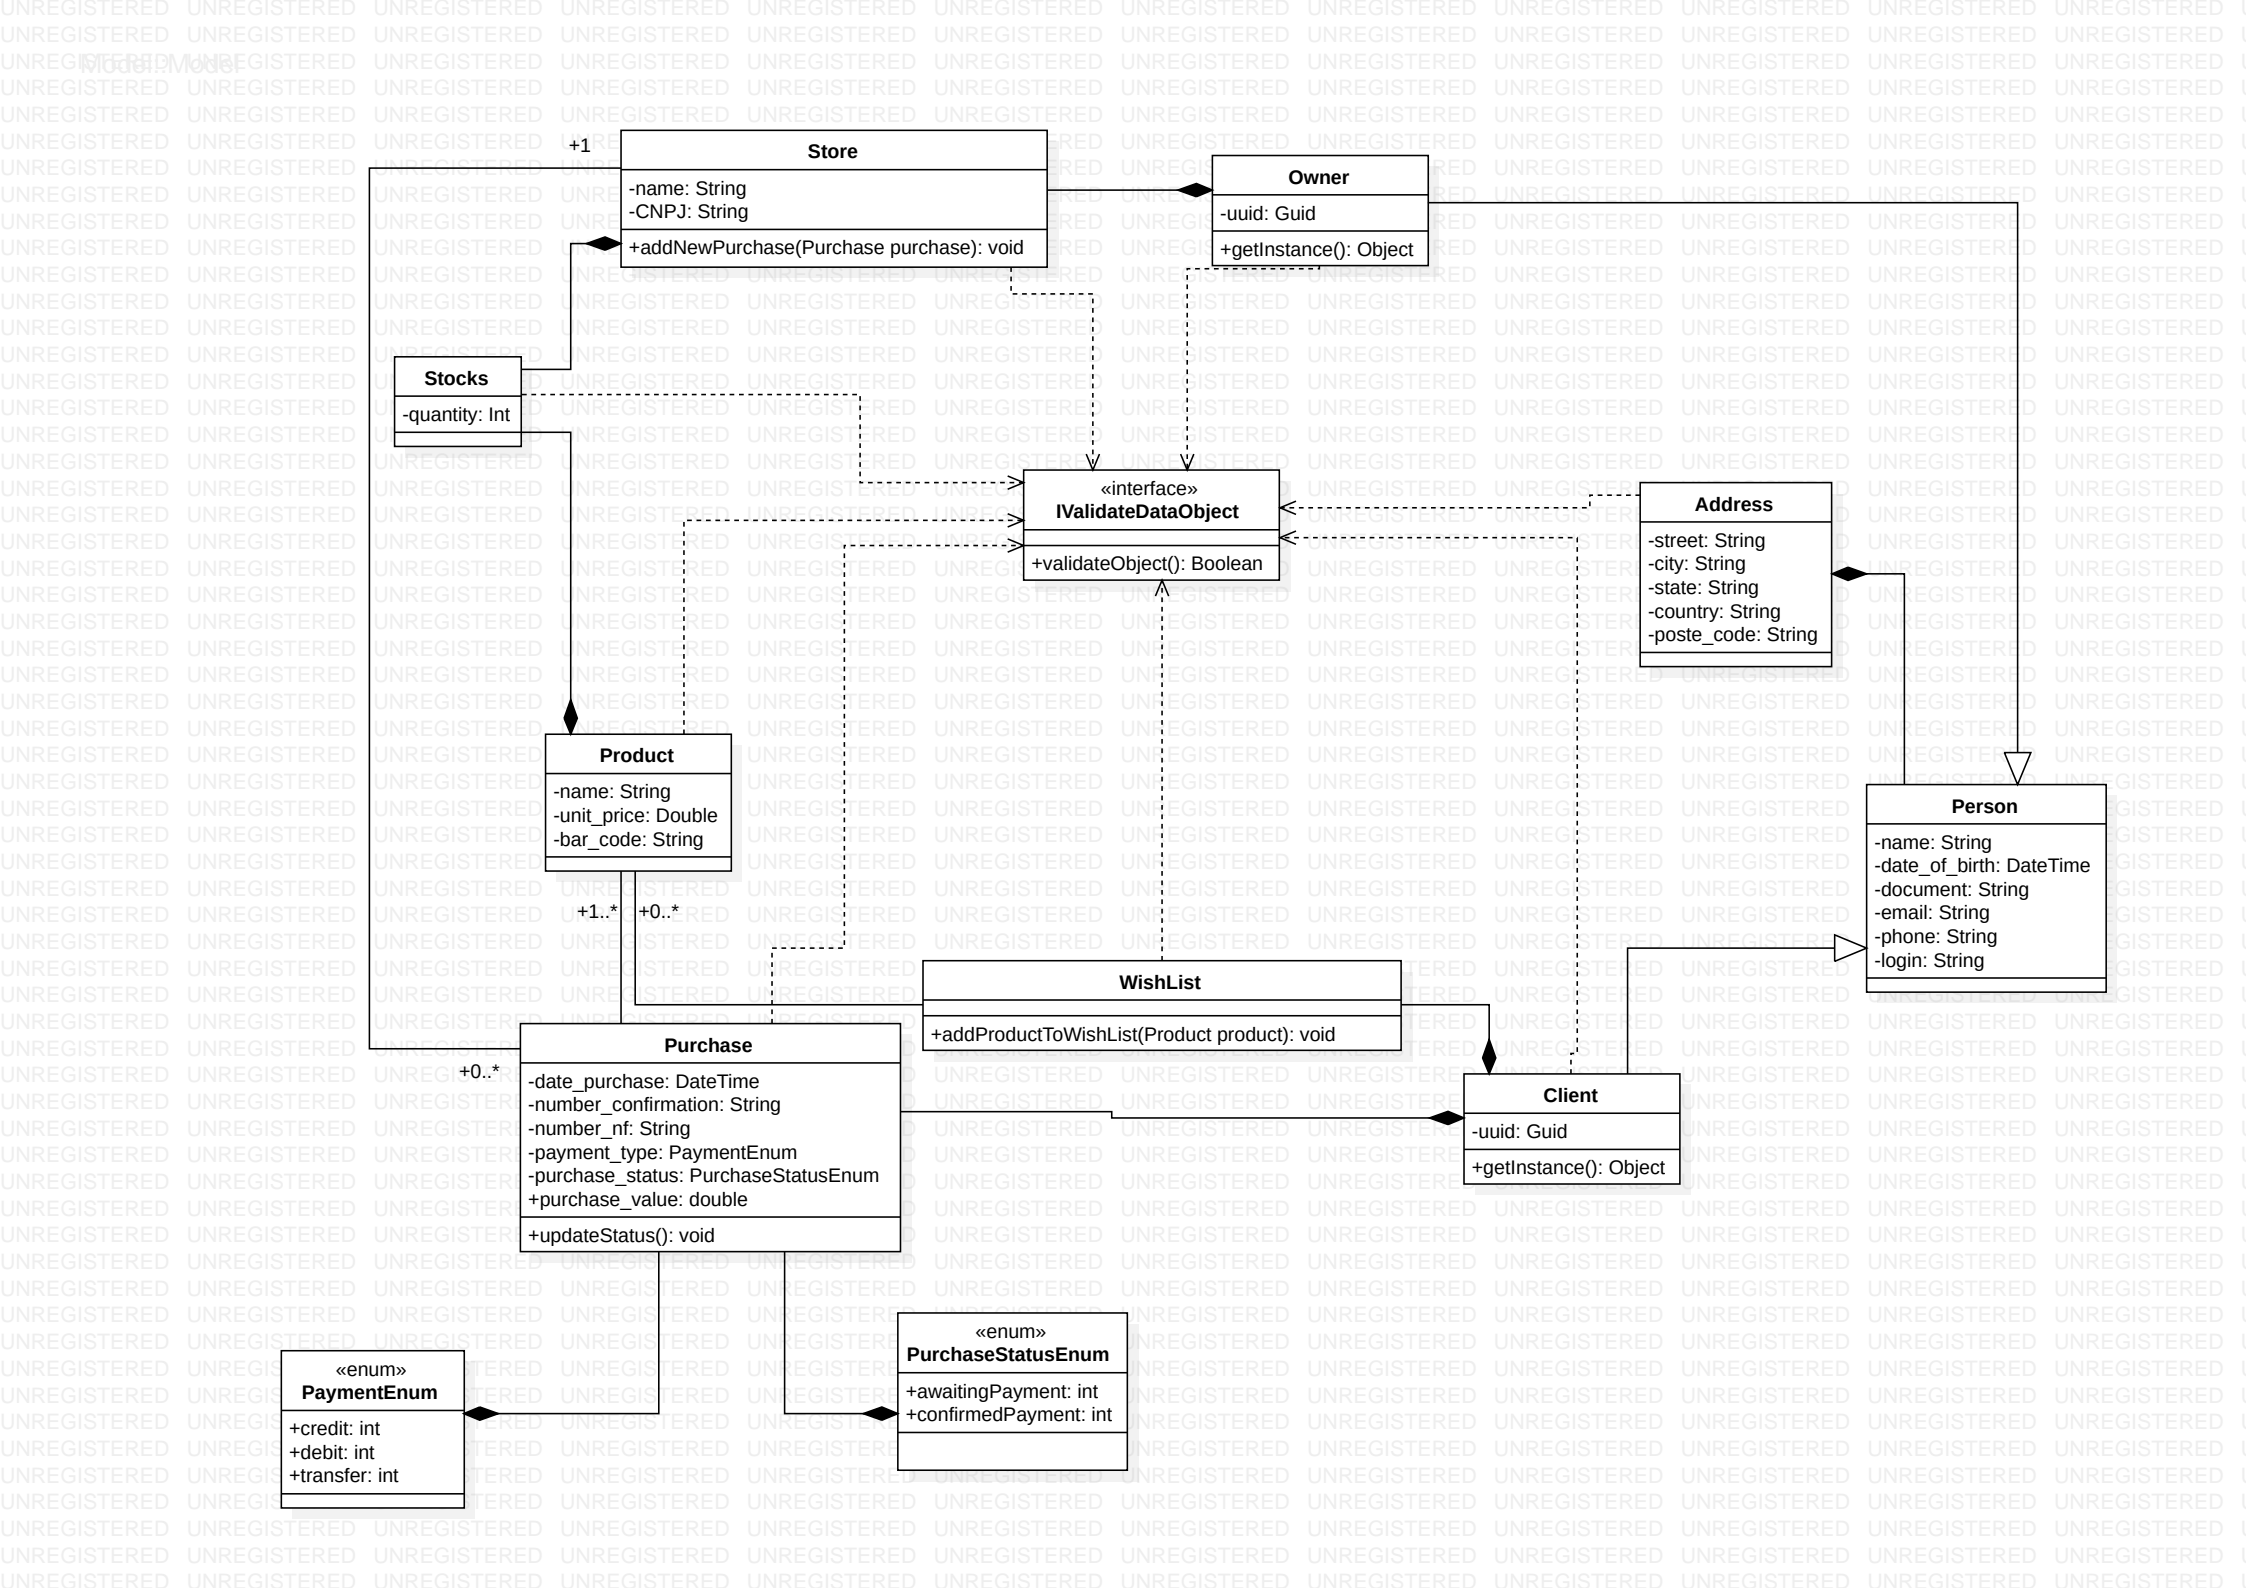 Model::Model
+1
Store
-name: String
-CNPJ: String
+addNewPurchase(Purchase purchase): void
Owner
-uuid: Guid
+getInstance(): Object
Stocks
-quantity: Int
«interface»
IValidateDataObject
+validateObject(): Boolean
Address
-street: String
-city: String
-state: String
-country: String
-poste_code: String
Product
-name: String
-unit_price: Double
-bar_code: String
+1..*
+0..*
Person
-name: String
-date_of_birth: DateTime
-document: String
-email: String
-phone: String
-login: String
WishList
+addProductToWishList(Product product): void
+0..*
Purchase
-date_purchase: DateTime
-number_confirmation: String
-number_nf: String
-payment_type: PaymentEnum
-purchase_status: PurchaseStatusEnum
+purchase_value: double
+updateStatus(): void
Client
-uuid: Guid
+getInstance(): Object
«enum»
PaymentEnum
+credit: int
+debit: int
+transfer: int
«enum»
PurchaseStatusEnum
+awaitingPayment: int
+confirmedPayment: int
UNREGISTERED